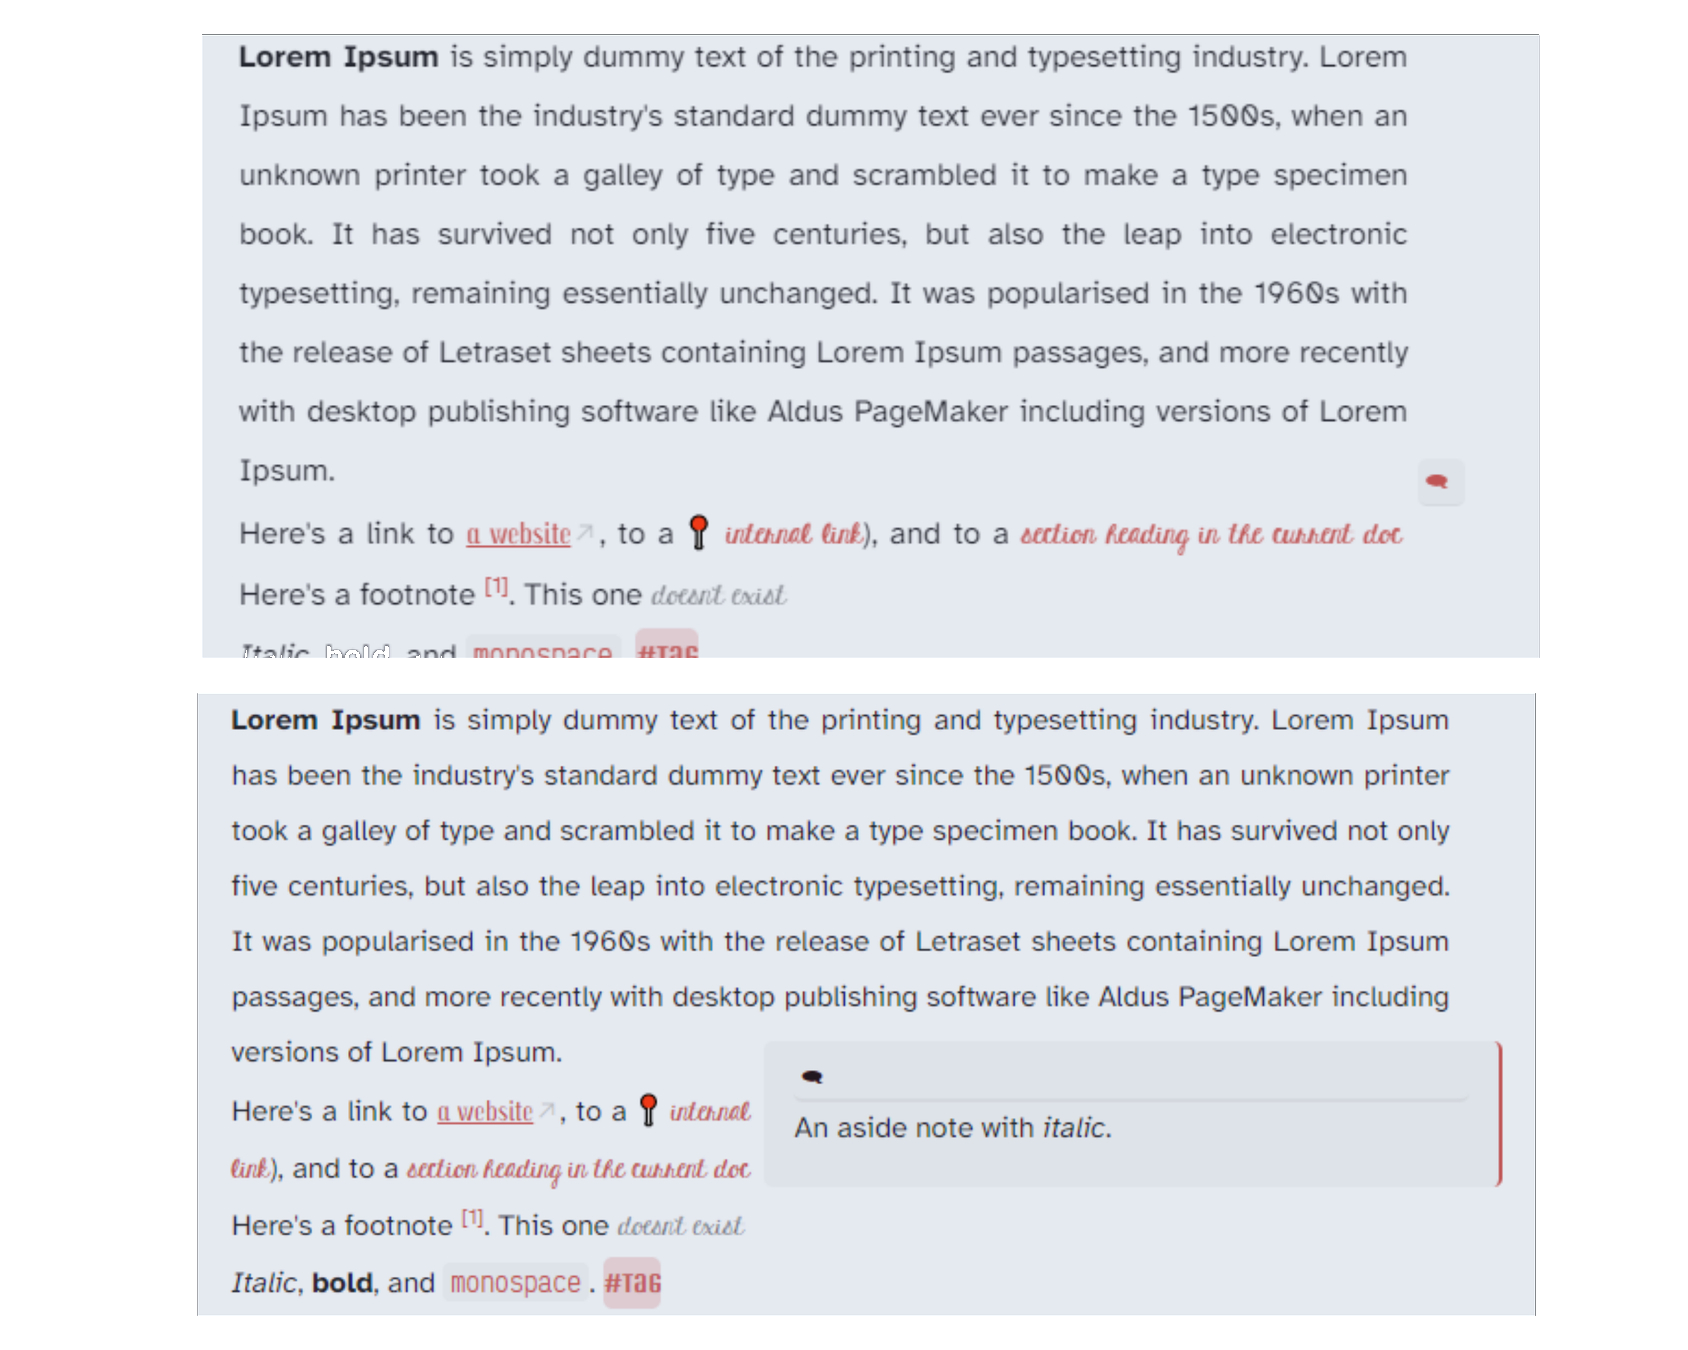 Lorem Ipsum is simply dummy text of the printing and typesetting industry. Lorem
Ipsum has been the industry's standard dummy text ever since the 1500s, when an
unknown printer took a galley of type and scrambled it to make a type specimen
book. It has survived not only five centuries, but also the leap into electronic
typesetting, remaining essentially unchanged. It was popularised in the 1960s with
the release of Letraset sheets containing Lorem Ipsum passages, and more recently
with desktop publishing software like Aldus PageMaker including versions of Lorem
Ipsum.
Here's a link to a website, to a internal link), and to a section heading in the current doc
Here's a footnote [1]. This one doesn't exist
Italic, bold, and monospace #TAG
Lorem Ipsum is simply dummy text of the printing and typesetting industry. Lorem Ipsum
has been the industry's standard dummy text ever since the 1500s, when an unknown printer
took a galley of type and scrambled it to make a type specimen book. It has survived not only
five centuries, but also the leap into electronic typesetting, remaining essentially unchanged.
It was popularised in the 1960s with the release of Letraset sheets containing Lorem Ipsum
passages, and more recently with desktop publishing software like Aldus PageMaker including
versions of Lorem Ipsum.
Here's a link to a website, to a internal
link), and to a section heading in the current doc
An aside note with italic.
Here's a footnote [1]. This one doesn't exist
Italic, bold, and monospace. #TAG